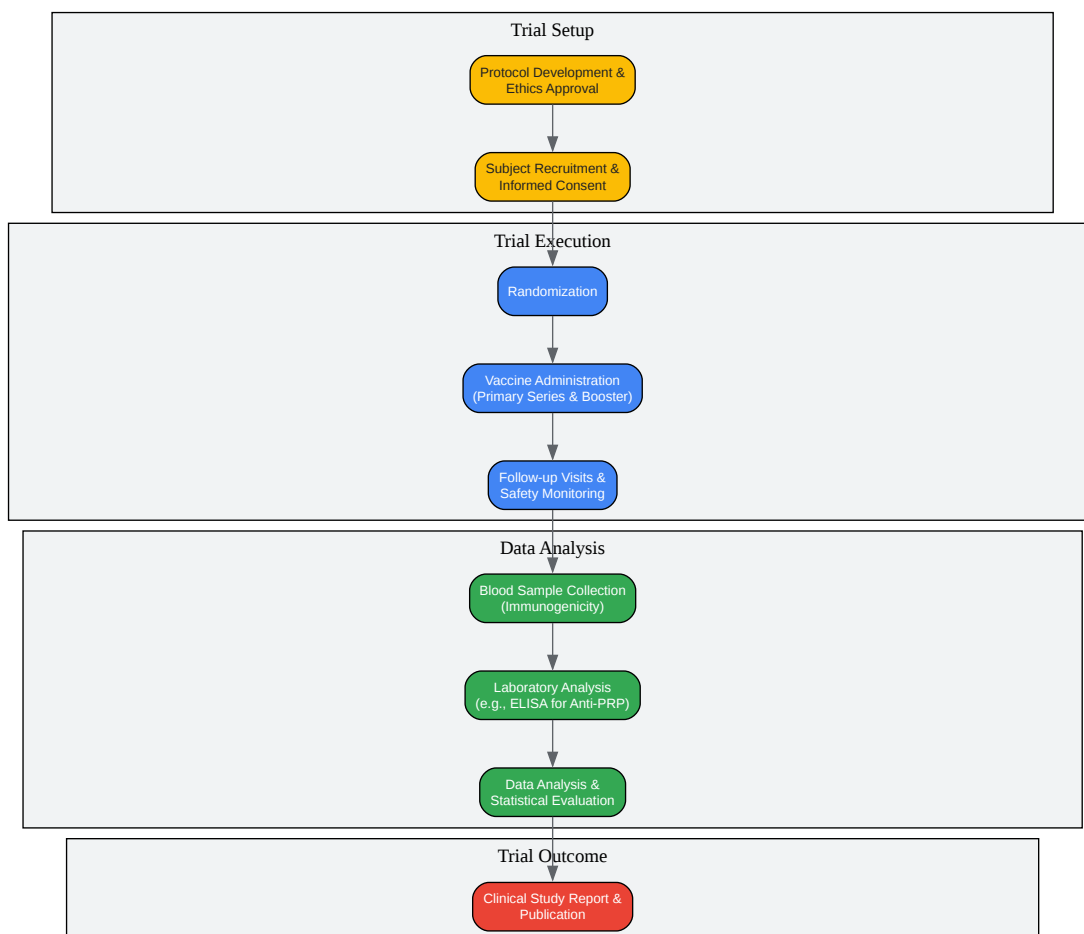 Trial Setup
Protocol Development &
Ethics Approval
Subject Recruitment &
Informed Consent
Trial Execution
Randomization
Vaccine Administration
(Primary Series & Booster)
Follow-up Visits &
Safety Monitoring
Data Analysis
Blood Sample Collection
(Immunogenicity)
Laboratory Analysis
(e.g., ELISA for Anti-PRP)
Data Analysis &
Statistical Evaluation
Trial Outcome
Clinical Study Report &
Publication